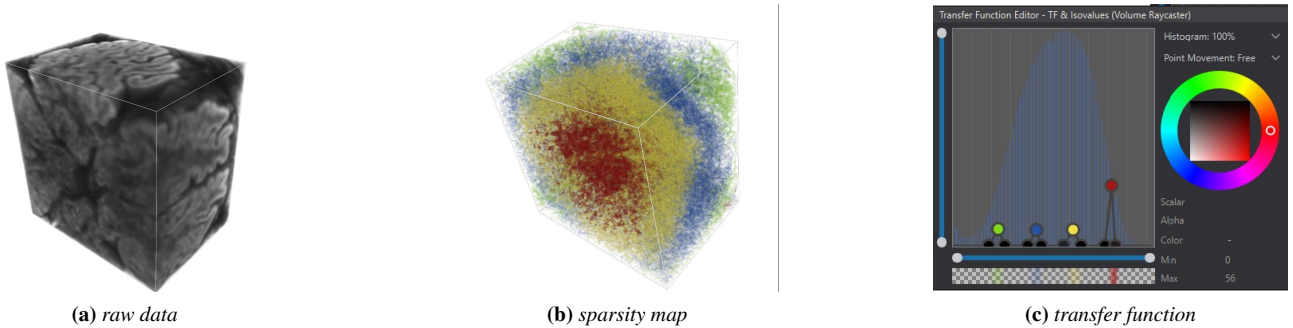 Transfer Function Editor - TF & Isovalues (Volume Raycaster)
Histogram: 100%
Point Movement: Free
Scalar
Alpha
Color -
Min 0
Max 56
(a) raw data
(b) sparsity map
(c) transfer function